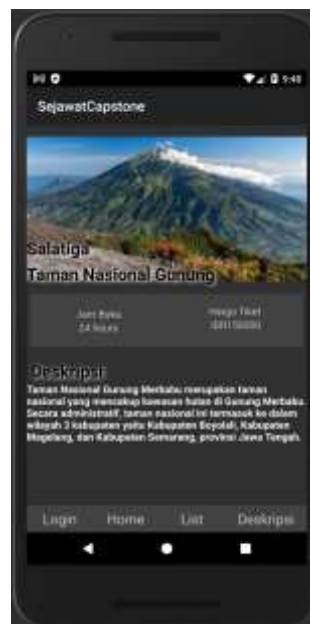 9:40
SejawatCapstone
Salatiga
Taman Nasional Gunung
Jam Buka
Harga Tiket
24 hours
Deskripsi
Taman Nasional Gunung Merbabu merupakan taman
nasional yang mencakup kawasan hutan di Gunung Merbabu.
Secara administratif, taman nasional ini termasuk ke dalam
wilayah 3 kabupaten yaitu Kabupaten Boyolali, Kabupaten
Magelang, dan Kabupaten Semarang, provinsi Jawa Tengah.
Login Home List Deskripsi